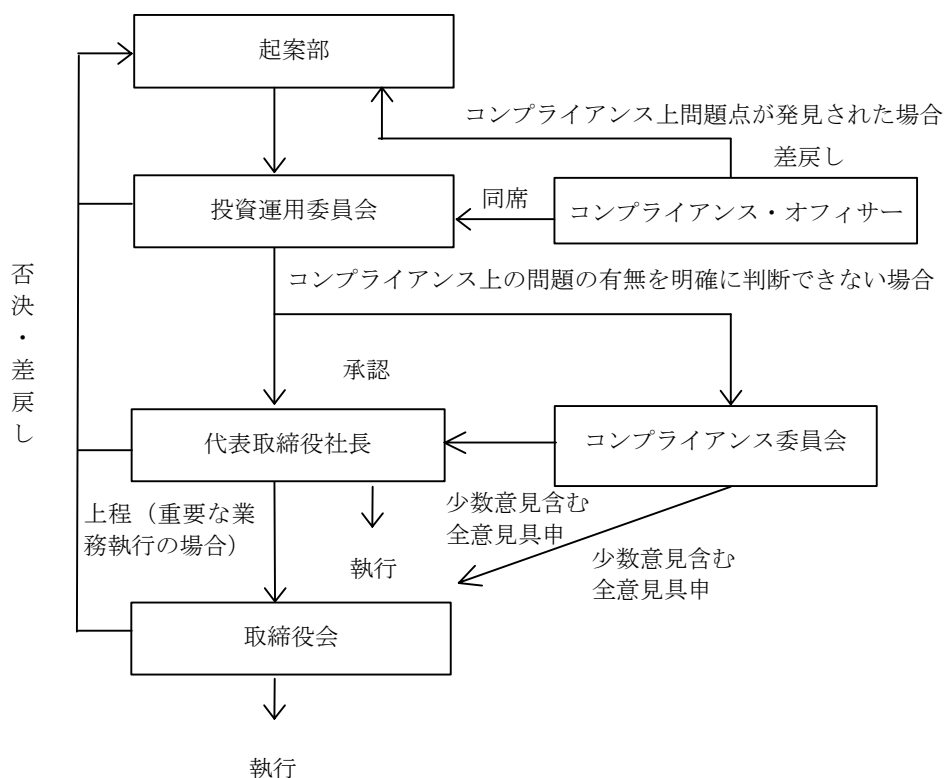 起案部
コンプライアンス上問題点が発見された場合
差戻し
投資運用委員会
同席
コンプライアンス・オフィサー
コンプライアンス上の問題の有無を明確に判断できない場合
否決・差戻し
承認
代表取締役社長
コンプライアンス委員会
上程（重要な業
務執行の場合）
少数意見含む
全意見具申
執行
少数意見含む
全意見具申
取締役会
執行